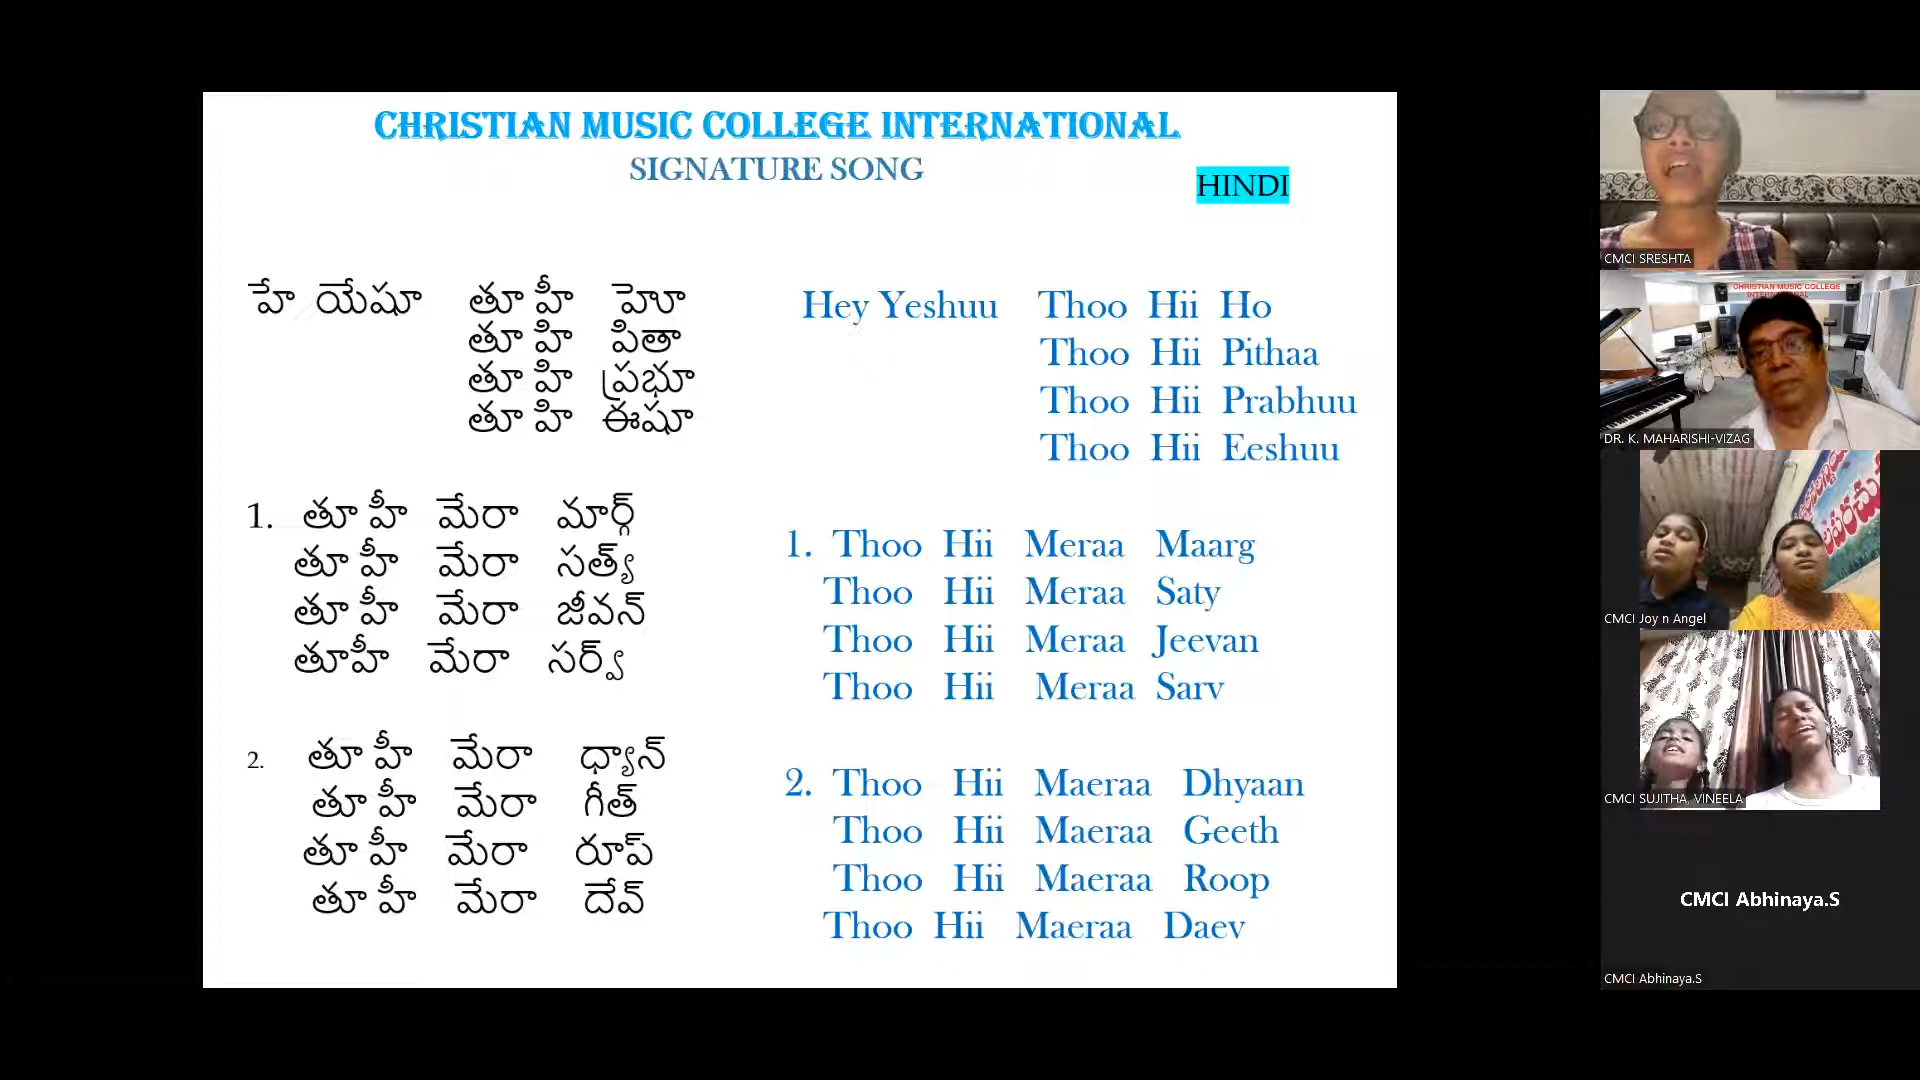 CHRISTIAN MUSIC COLLEGE INTERNATIONAL
SIGNATURE SONG
HINDI
హే యేషూ తూ హీ హెూ
తూ హి పితా
తూ హి ప్రభూ
తూ హి ఈషూ
1. తూ హీ మేరా మార్గ్
తూ హీ మేరా సత్య్
తూ హీ మేరా జీవన్
తూహీ మేరా సర్వ్
2. తూ హీ మేరా ధ్యాన్
తూ హీ మేరా గీత్
తూ హీ మేరా రూప్
తూ హీ మేరా దేవ్
Hey Yeshuu Thoo Hii Ho
Thoo Hii Pithaa
Thoo Hii Prabhuu
Thoo Hii Eeshuu
1. Thoo Hii Meraa Maarg
Thoo Hii Meraa Saty
Thoo Hii Meraa Jeevan
Thoo Hii Meraa Sarv
2. Thoo Hii Maeraa Dhyaan
Thoo Hii Maeraa Geeth
Thoo Hii Maeraa Roop
Thoo Hii Maeraa Daev
CMCI SRESHTA
CHRISTIAN MUSIC COLLEGE
DR. K. MAHARISHI-VIZAG
CMCI Joy n Angel
CMCI SUJITHA, VINEELA
CMCI Abhinaya.S
CMCI Abhinaya.S